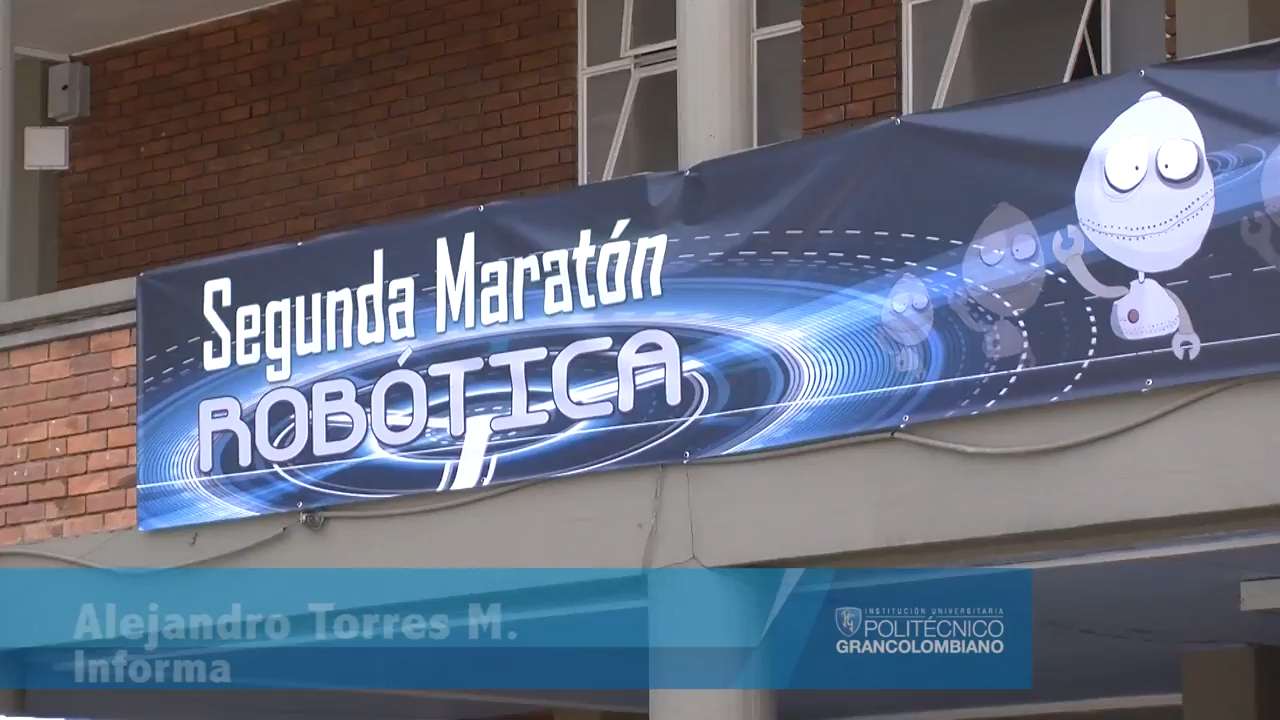 Segunda Maratón
ROBÓTICA
Alejandro Torres M.
Informa
INSTITUCIÓN UNIVERSITARIA
POLITÉCNICO
GRANCOLOMBIANO